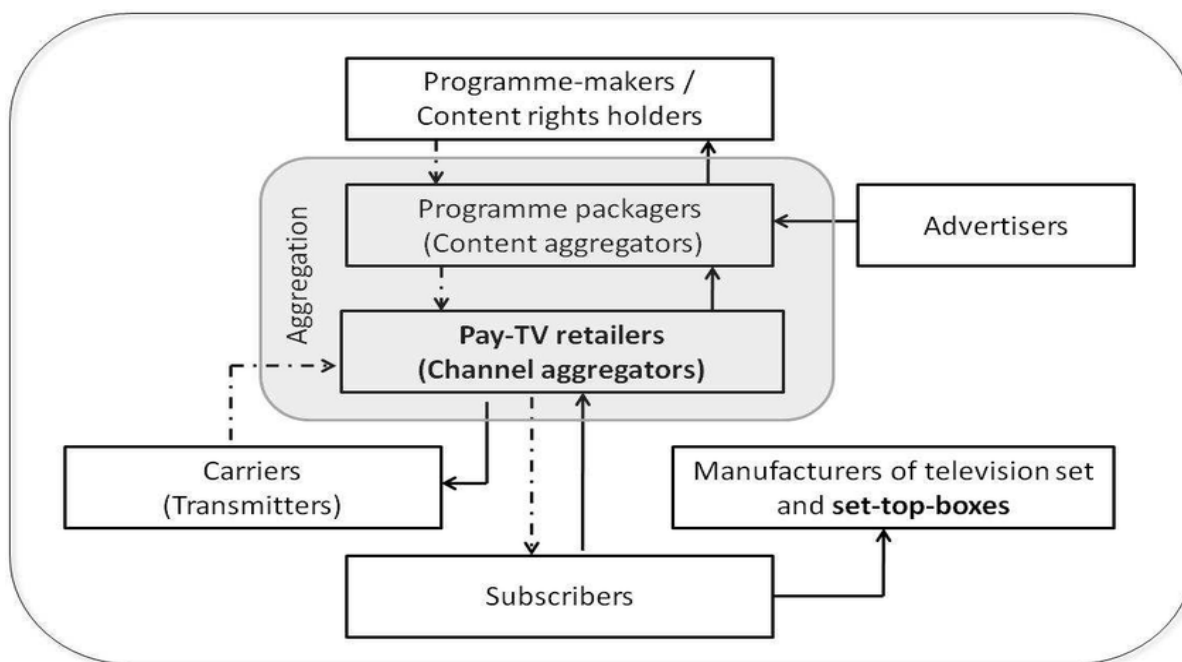 Programme-makers /
Content rights holders
Aggregation
Programme packagers
(Content aggregators)
Advertisers
Pay-TV retailers
(Channel aggregators)
Carriers
(Transmitters)
Manufacturers of television set
and set-top-boxes
Subscribers